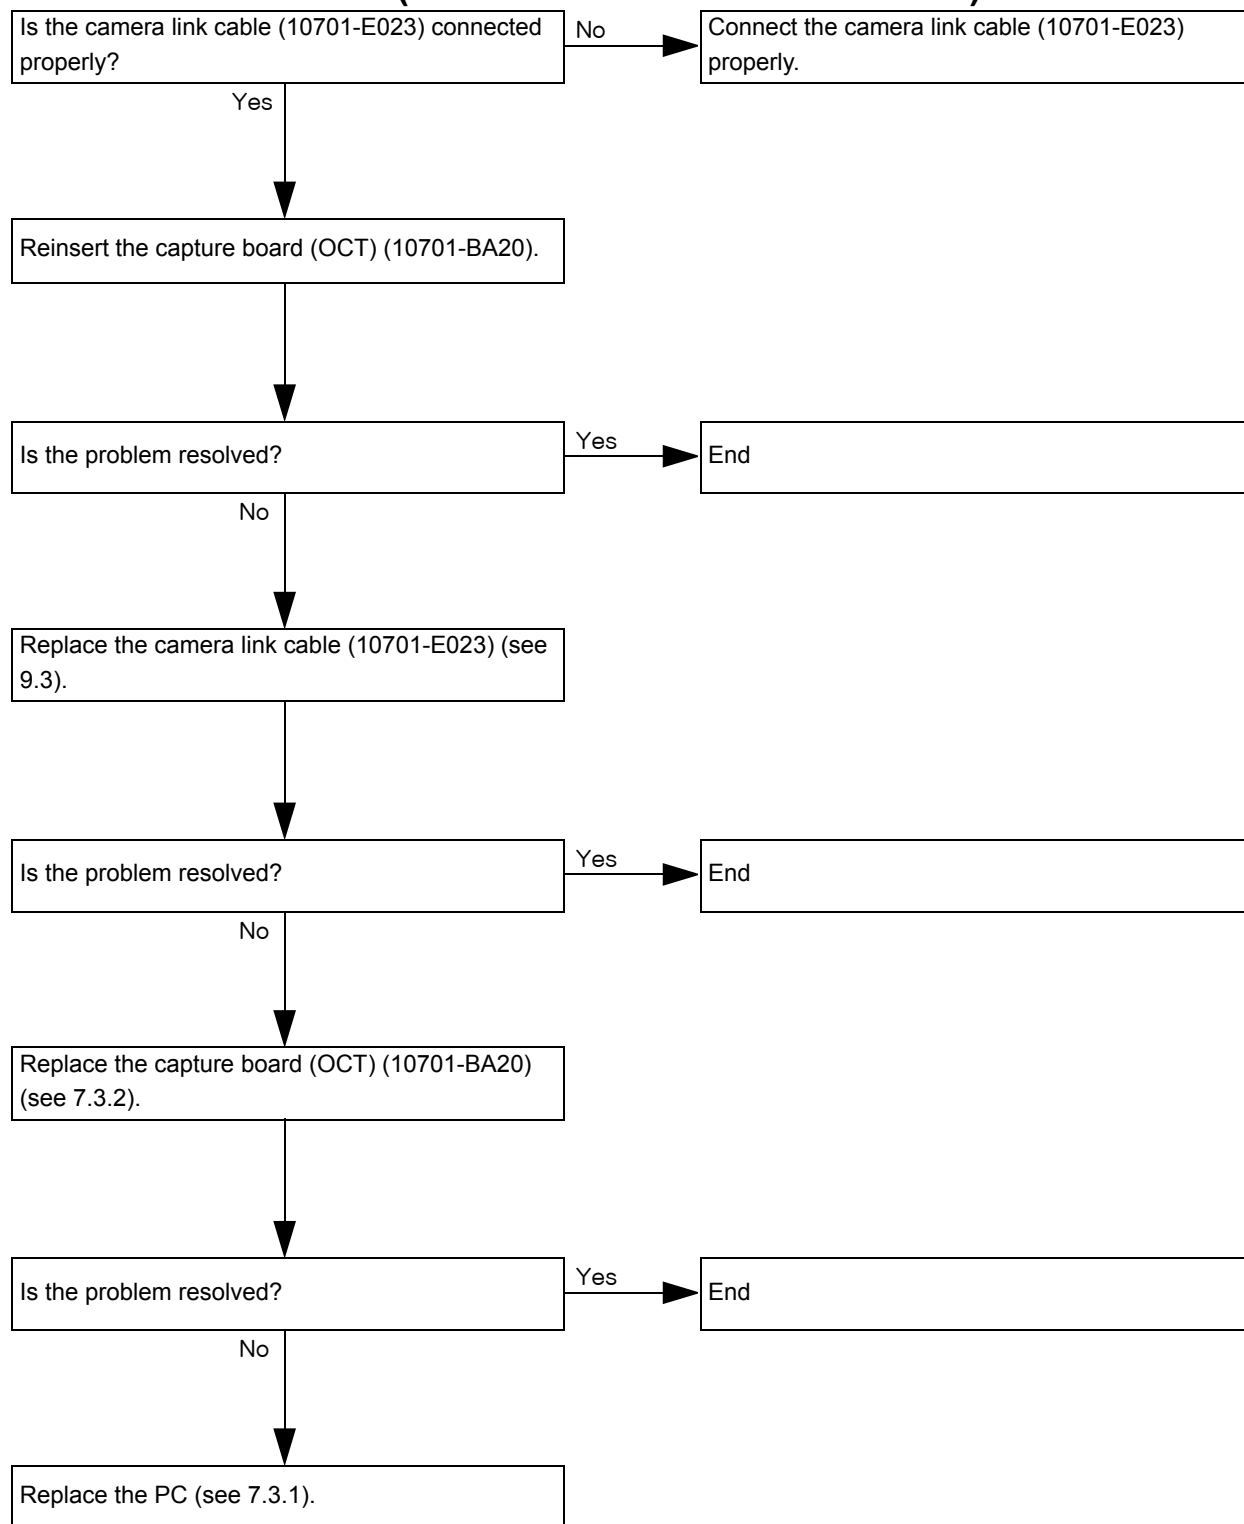 Is the camera link cable (10701-E023) connected
properly?
No
Connect the camera link cable (10701-E023)
properly.
Yes
Reinsert the capture board (OCT) (10701-BA20).
Is the problem resolved?
Yes
End
No
Replace the camera link cable (10701-E023) (see
9.3).
Is the problem resolved?
Yes
End
No
Replace the capture board (OCT) (10701-BA20)
(see 7.3.2).
Is the problem resolved?
Yes
End
No
Replace the PC (see 7.3.1).